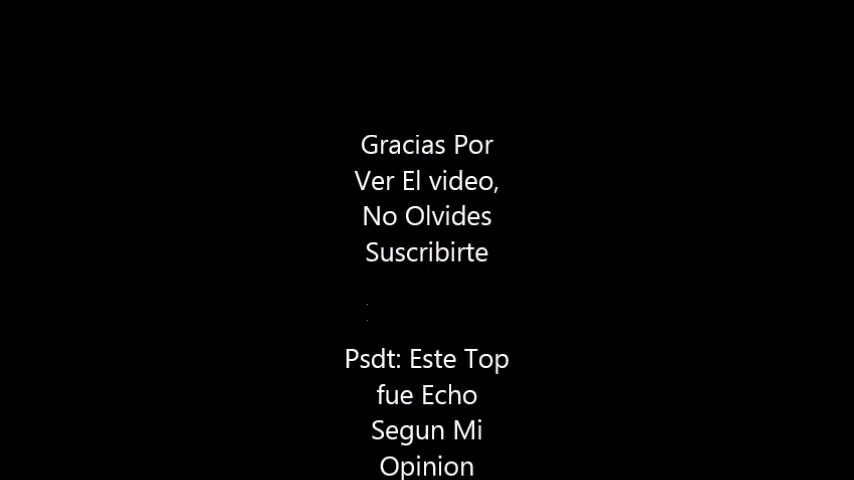 Gracias Por
Ver El video,
No Olvides
Suscribirte
Psdt: Este Top
fue Echo
Segun Mi
Opinion